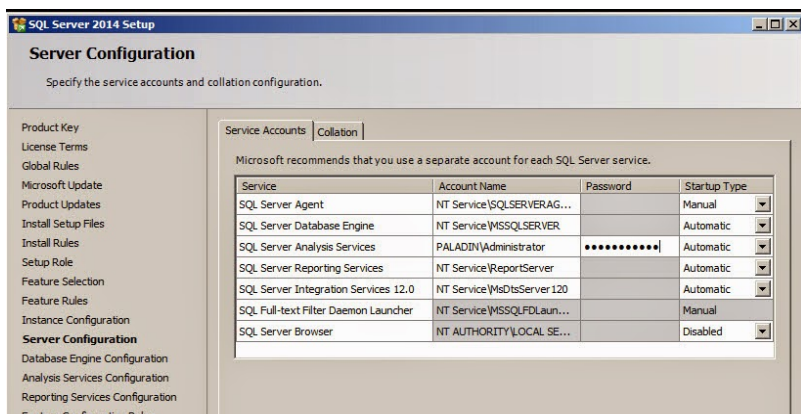 SQL Server 2014 Setup
Server Configuration
Specify the service accounts and collation configuration.
Product Key
License Terms
Global Rules
Microsoft Update
Product Updates
Install Setup Files
Install Rules
Setup Role
Feature Selection
Feature Rules
Instance Configuration
Server Configuration
Database Engine Configuration
Analysis Services Configuration
Reporting Services Configuration
Service Accounts Collation
Microsoft recommends that you use a separate account for each SQL Server service.
Service Account Name Password Startup Type
SQL Server Agent NT Service\SQLSERVERAG... Manual
SQL Server Database Engine NT Service\MSSQLSERVER Automatic
SQL Server Analysis Services PALADIN\Administrator ●●●●●●●●●●● Automatic
SQL Server Reporting Services NT Service\ReportServer Automatic
SQL Server Integration Services 12.0 NT Service\MsDtsServer120 Automatic
SQL Full-text Filter Daemon Launcher NT Service\MSSQLFDLaun... Manual
SQL Server Browser NT AUTHORITY\LOCAL SE... Disabled